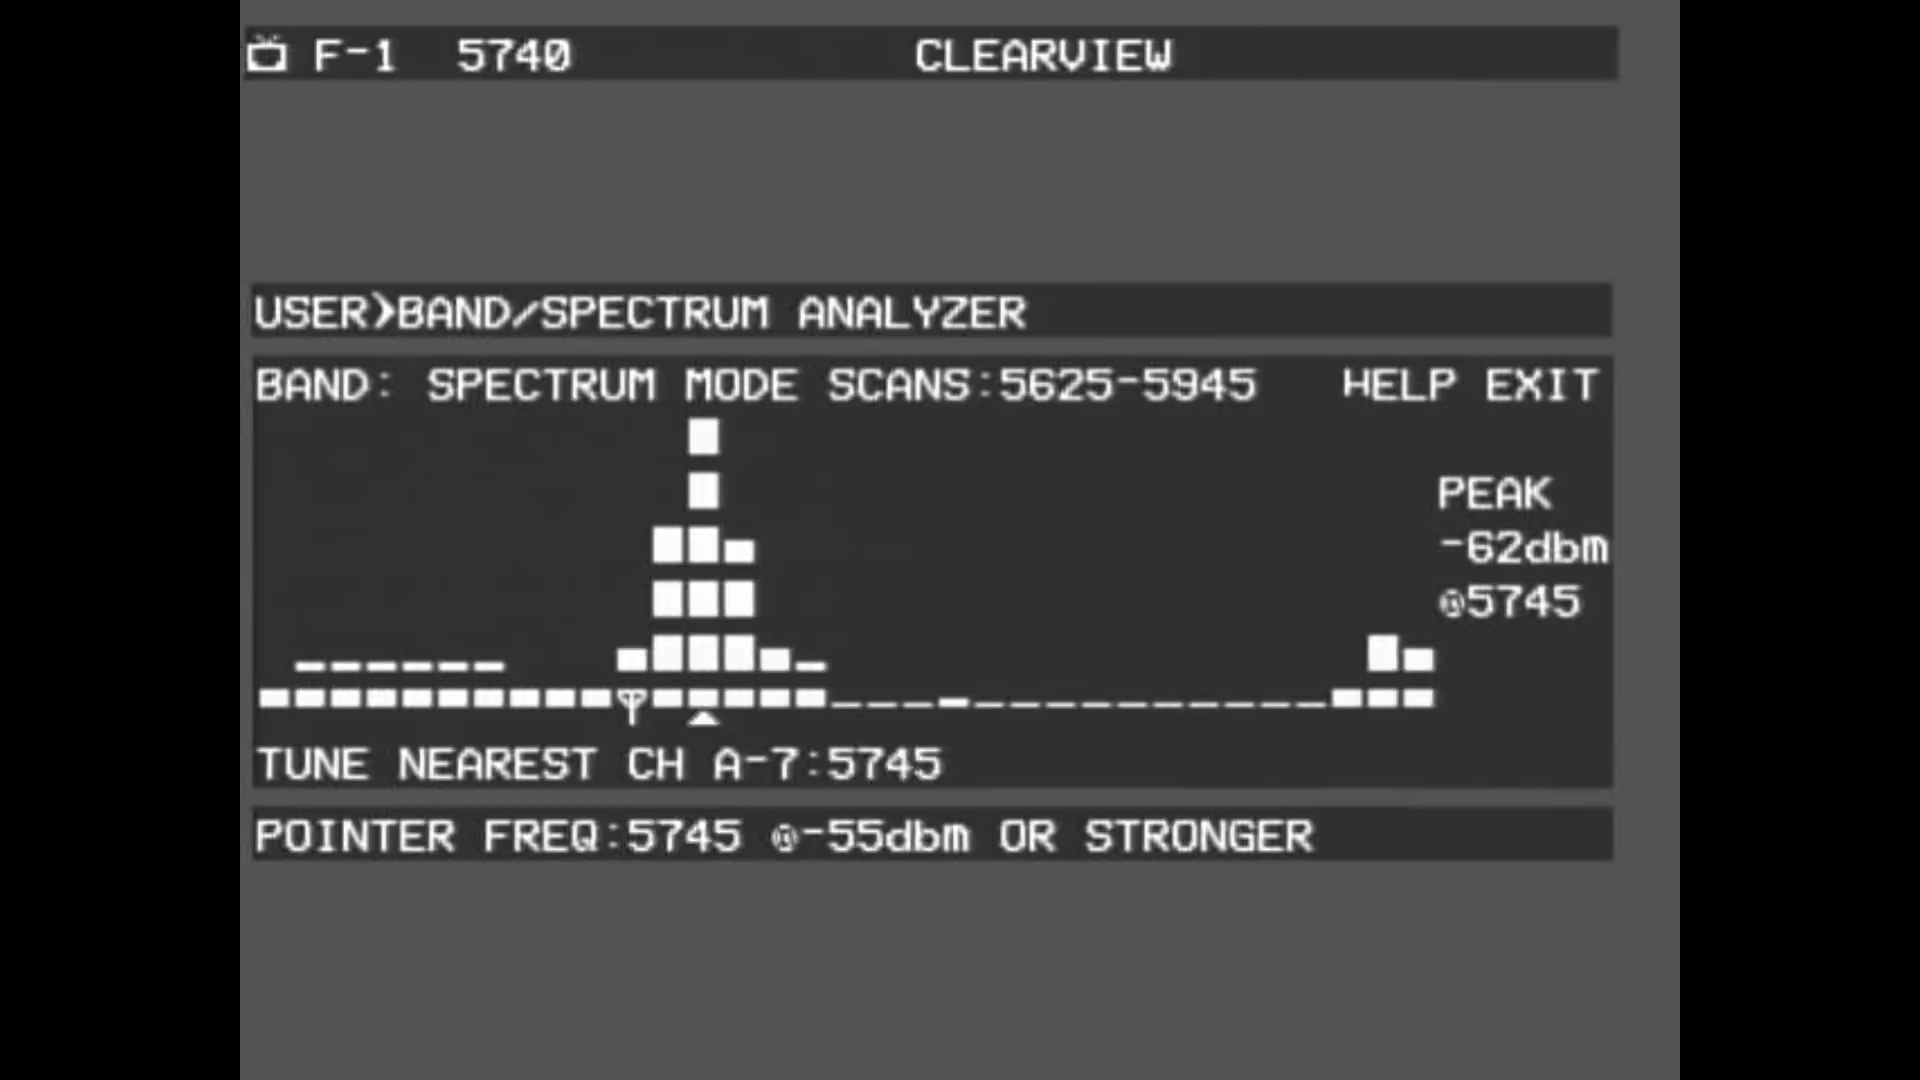 F-1 5740 CLEARVIEW
USER>BAND/SPECTRUM ANALYZER
BAND: SPECTRUM MODE SCANS:5625-5945 HELP EXIT
PEAK
-62dbm
@5745
TUNE NEAREST CH A-7:5745
POINTER FREQ:5745 @-55dbm OR STRONGER